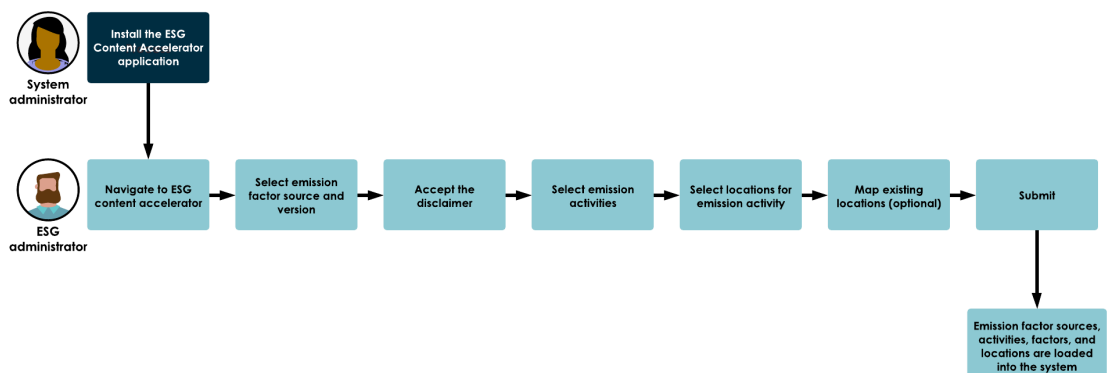 Install the ESG
Content Accelerator
application
System
administrator
Navigate to ESG
content accelerator
Select emission
factor source and
version
Accept the
disclaimer
Select emission
activities
Select locations for
emission activity
Map existing
locations (optional)
Submit
ESG
administrator
Emission factor sources,
activities, factors, and
locations are loaded
into the system